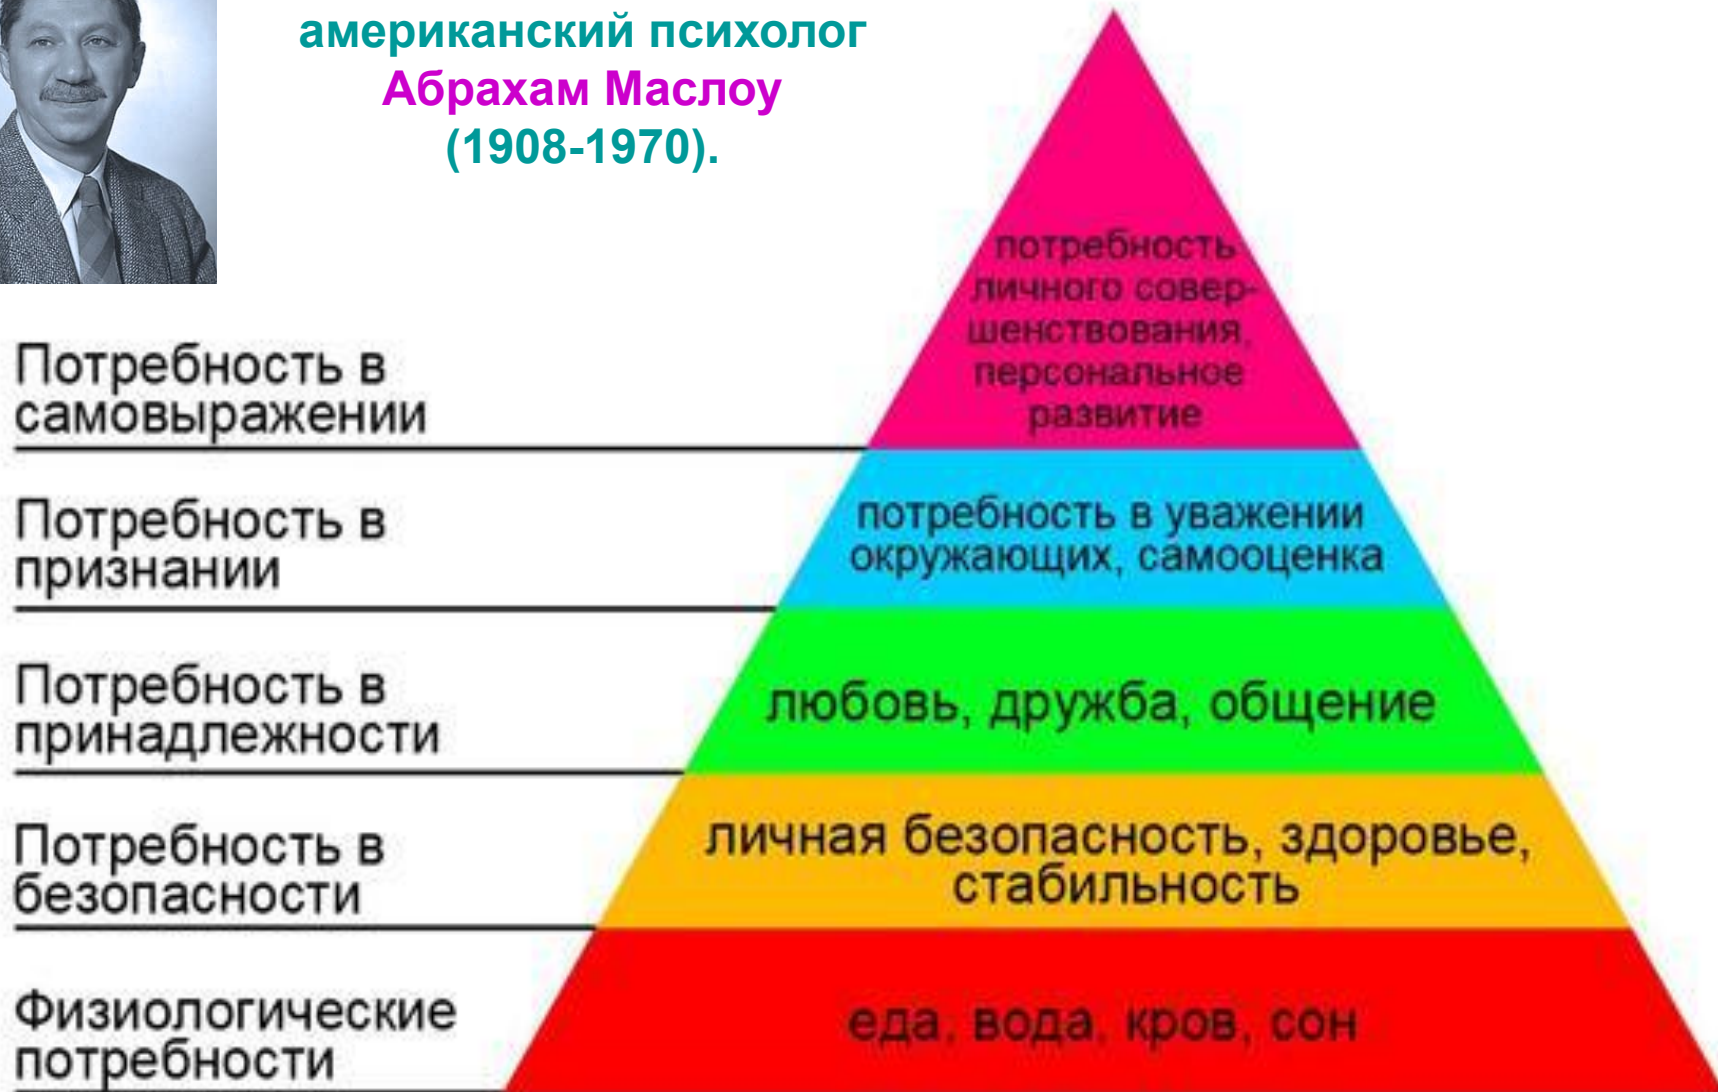 американский психолог
Абрахам Маслоу
(1908-1970).
потребность
личного совер-
шенствования,
персональное
развитие
Потребность в
самовыражении
потребность в уважении
окружающих, самооценка
Потребность в
признании
любовь, дружба, общение
Потребность в
принадлежности
личная безопасность, здоровье,
стабильность
Потребность в
безопасности
еда, вода, кров, сон
Физиологические
потребности